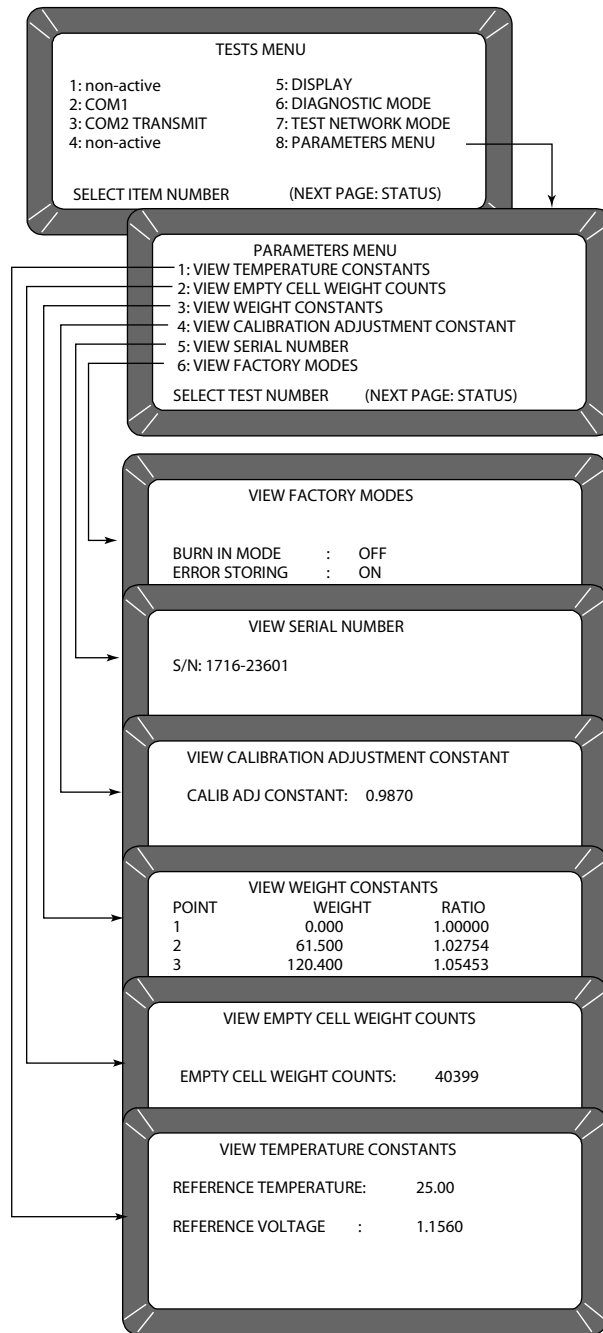 TESTS MENU
1: non-active 5: DISPLAY
2: COM1 6: DIAGNOSTIC MODE
3: COM2 TRANSMIT 7: TEST NETWORK MODE
4: non-active 8: PARAMETERS MENU
SELECT ITEM NUMBER (NEXT PAGE: STATUS)
PARAMETERS MENU
1: VIEW TEMPERATURE CONSTANTS
2: VIEW EMPTY CELL WEIGHT COUNTS
3: VIEW WEIGHT CONSTANTS
4: VIEW CALIBRATION ADJUSTMENT CONSTANT
5: VIEW SERIAL NUMBER
6: VIEW FACTORY MODES
SELECT TEST NUMBER (NEXT PAGE: STATUS)
VIEW FACTORY MODES
BURN IN MODE : OFF
ERROR STORING : ON
VIEW SERIAL NUMBER
S/N: 1716-23601
VIEW CALIBRATION ADJUSTMENT CONSTANT
CALIB ADJ CONSTANT: 0.9870
VIEW WEIGHT CONSTANTS
POINT WEIGHT RATIO
1 0.000 1.00000
2 61.500 1.02754
3 120.400 1.05453
VIEW EMPTY CELL WEIGHT COUNTS
EMPTY CELL WEIGHT COUNTS: 40399
VIEW TEMPERATURE CONSTANTS
REFERENCE TEMPERATURE: 25.00
REFERENCE VOLTAGE : 1.1560